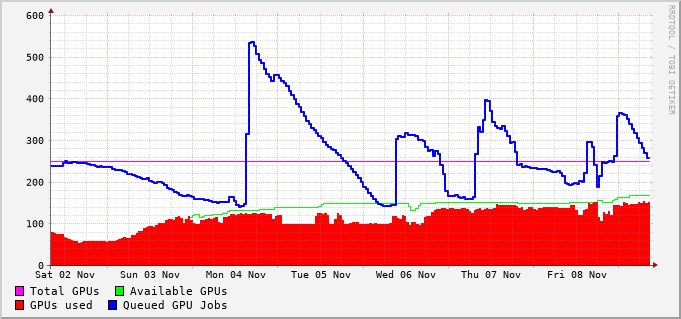 600
500
400
300
200
100
0
Sat 02 Nov Sun 03 Nov Mon 04 Nov Tue 05 Nov Wed 06 Nov Thu 07 Nov Fri 08 Nov
Total GPUs Available GPUs
GPUs used Queued GPU Jobs
RRDTOOL / TOBI OETIKER